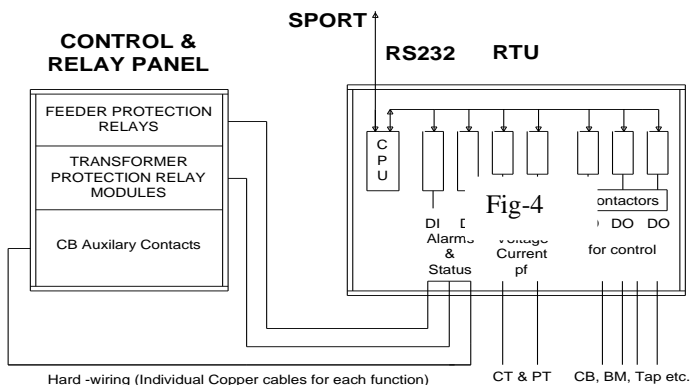 SPORT
CONTROL &
RELAY PANEL
RS232 RTU
FEEDER PROTECTION
RELAYS
TRANSFORMER
PROTECTION RELAY
MODULES
CB Auxilary Contacts
C
P
U
Fig-4
DI
DO DO
Alarms
&
Status
Voltage
Current
pf
for control
Hard -wiring (Individual Copper cables for each function)
CT & PT
CB, BM, Tap etc.